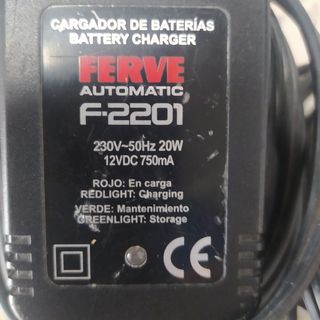 CARGADOR DE BATERÍAS
BATTERY CHARGER
FERVE
AUTOMATIC
F-2201
230V~50Hz 20W
12VDC 750mA
ROJO: En carga
REDLIGHT: Charging
VERDE: Mantenimiento
GREENLIGHT: Storage
CE